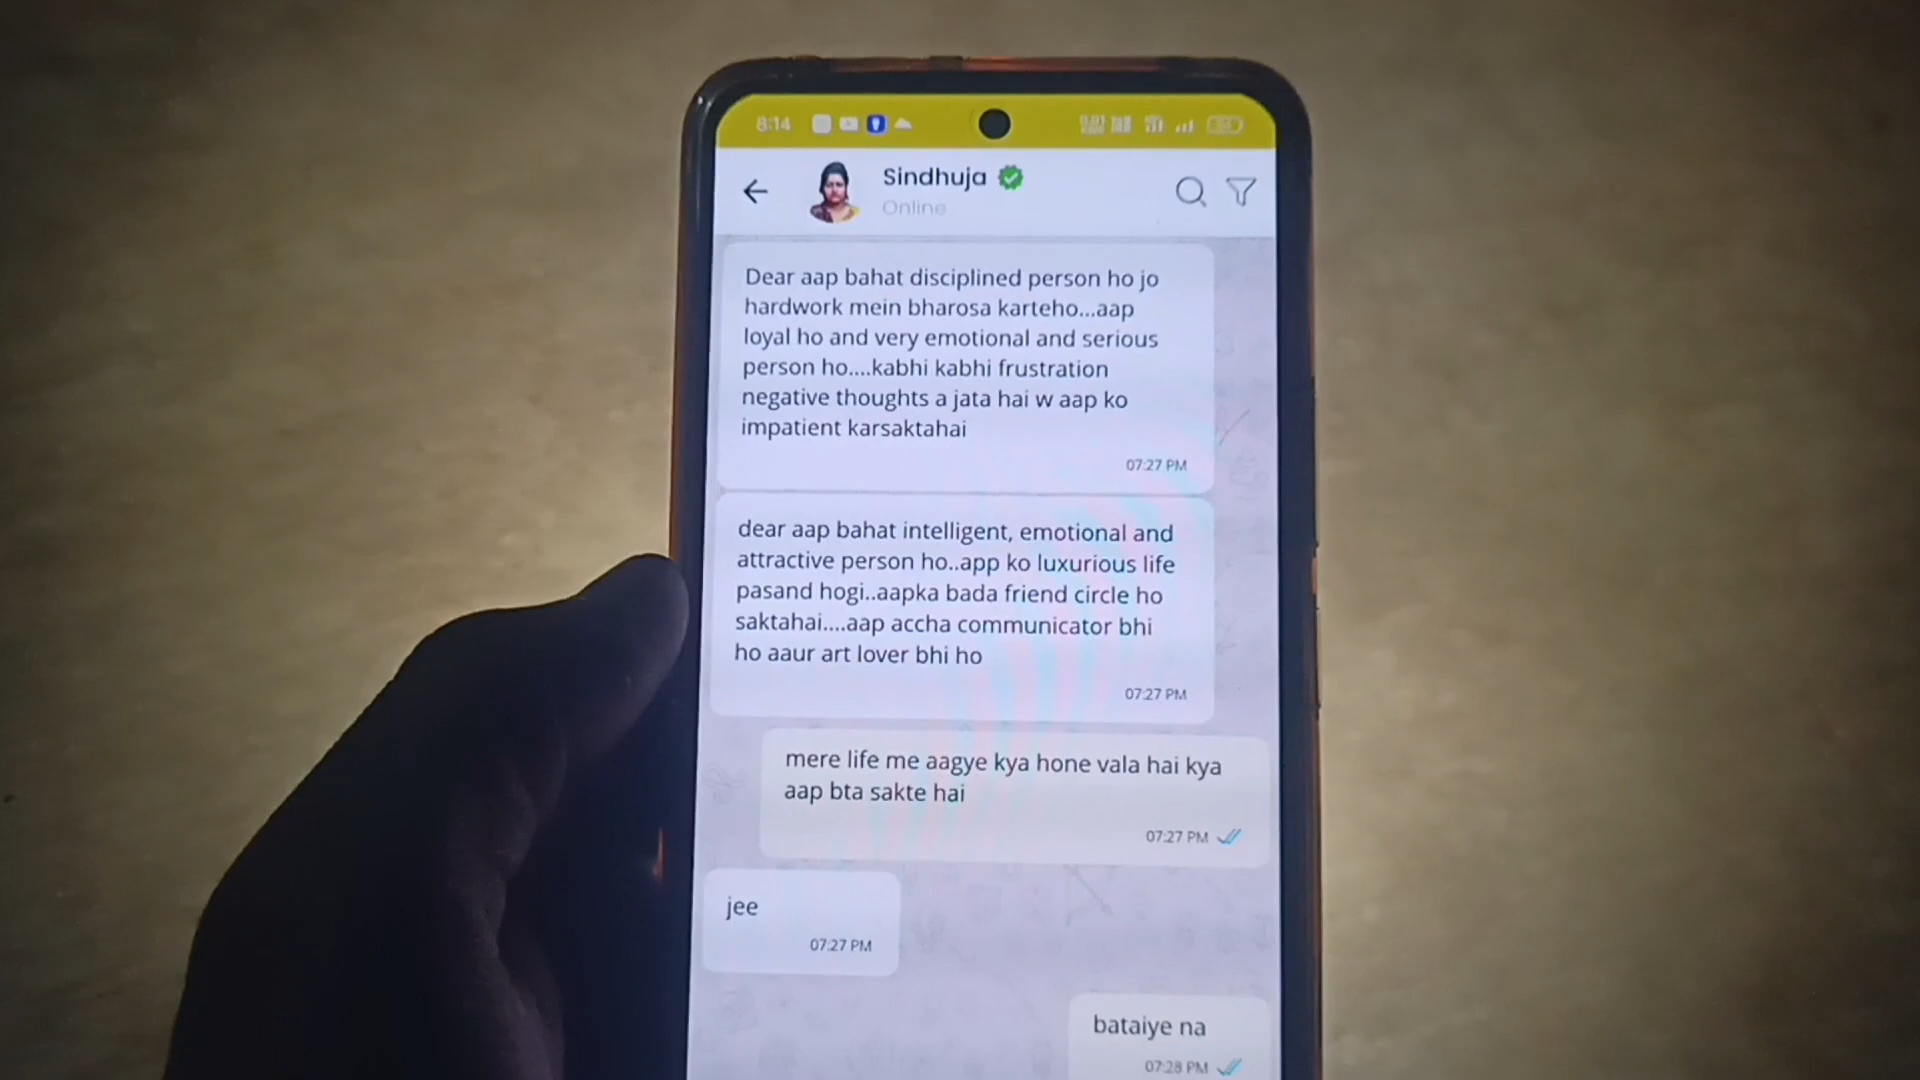 8:14
Sindhuja
Online
Dear aap bahat disciplined person ho jo
hardwork mein bharosa karteho...aap
loyal ho and very emotional and serious
person ho....kabhi kabhi frustration
negative thoughts a jata hai w aap ko
impatient karsaktahai
07:27 PM
dear aap bahat intelligent, emotional and
attractive person ho..app ko luxurious life
pasand hogi..aapka bada friend circle ho
saktahai....aap accha communicator bhi
ho aaur art lover bhi ho
07:27 PM
mere life me aagye kya hone vala hai kya
aap bta sakte hai
07:27 PM
jee
07:27 PM
bataiye na
07:28 PM